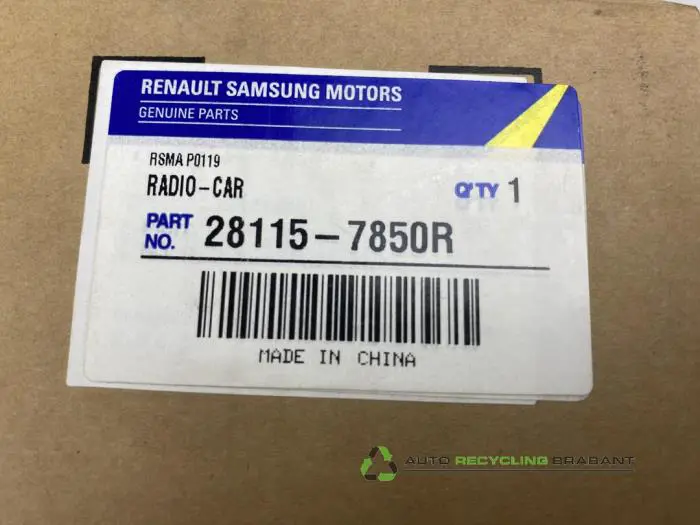 RENAULT SAMSUNG MOTORS
GENUINE PARTS
RSMA P0119
RADIO-CAR Q'TY 1
PART NO. 28115-7850R
MADE IN CHINA
AUTO RECYCLING BRABANT